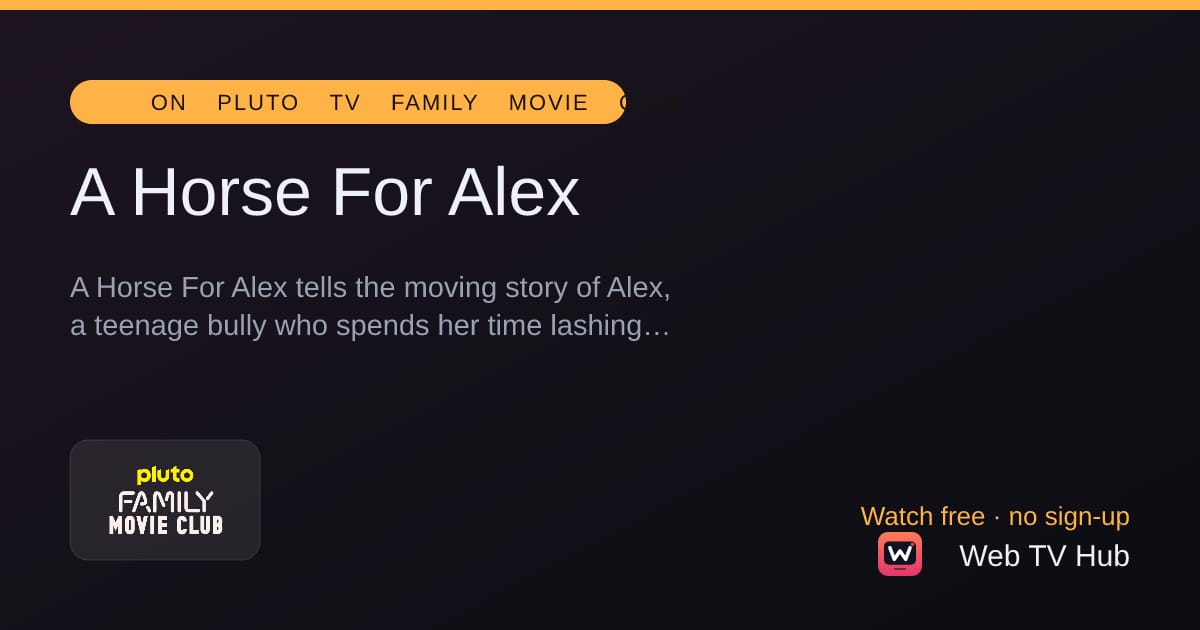 ON PLUTO TV FAMILY MOVIE
A Horse For Alex
A Horse For Alex tells the moving story of Alex,
a teenage bully who spends her time lashing…
pluto
FAMILY
MOVIE CLUB
Watch free · no sign-up
W
Web TV Hub